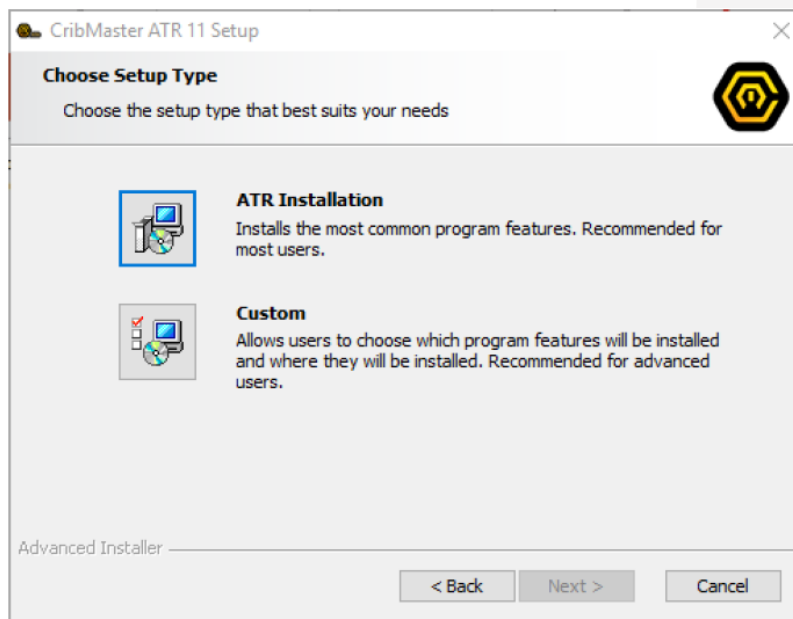 CribMaster ATR 11 Setup
Choose Setup Type
Choose the setup type that best suits your needs
ATR Installation
Installs the most common program features. Recommended for
most users.
Custom
Allows users to choose which program features will be installed
and where they will be installed. Recommended for advanced
users.
Advanced Installer
< Back
Next >
Cancel